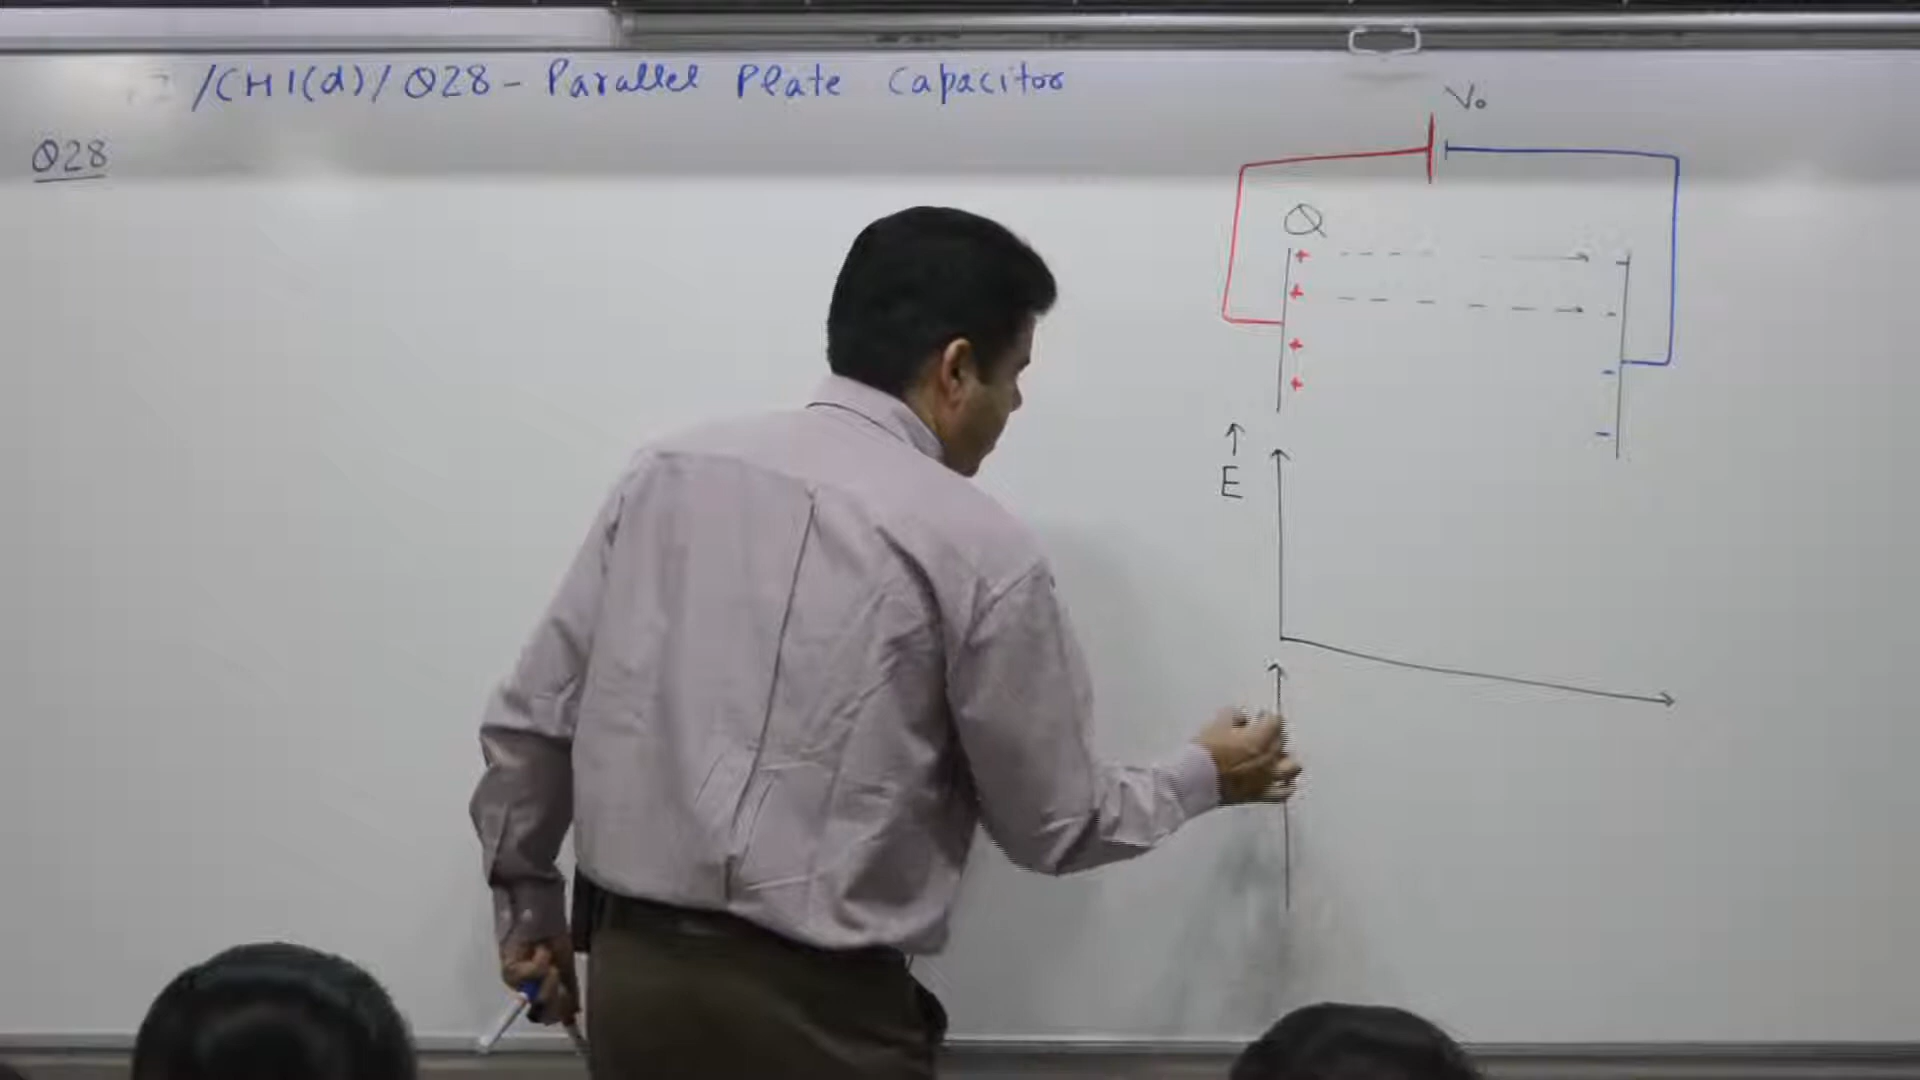 /CH1(d)/Q28 - Parallel Plate Capacitor
V₀
Q28
Q
+ -
+ -
+ -
+ -
↑
E